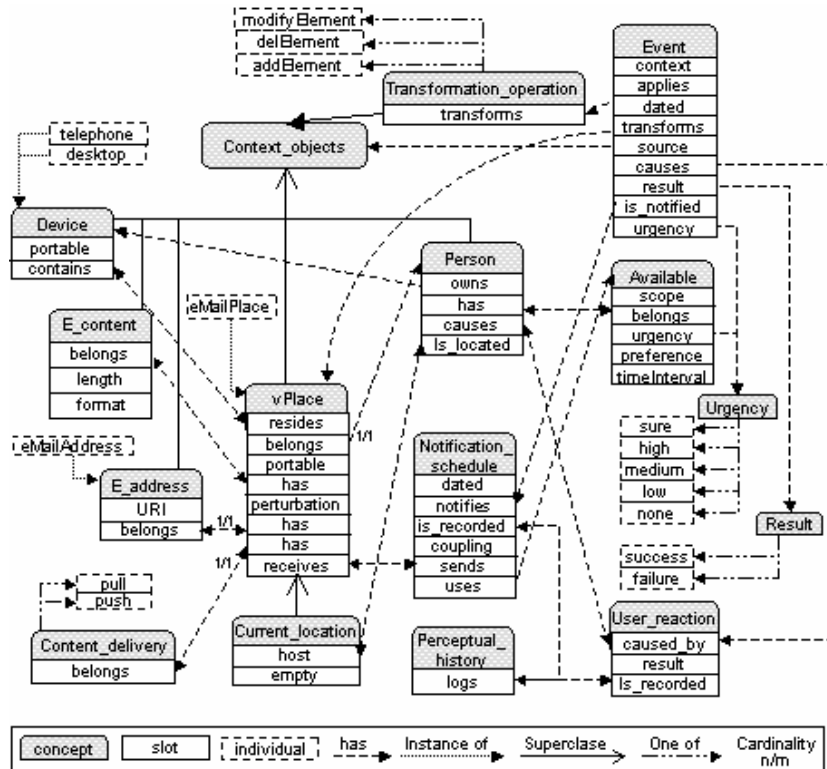 modifyElement
delElement
addElement
Transformation_operation
transforms
Event
context
applies
dated
transforms
source
causes
result
is_notified
urgency
Context_objects
telephone
desktop
Device
portable
contains
Person
owns
has
causes
Is_located
Available
scope
belongs
urgency
preference
timeInterval
E_content
belongs
length
format
eMailPlace
vPlace
resides
belongs
portable
has
perturbation
has
has
receives
1/1
1/1
1/1
eMailAddress
E_address
URI
belongs
Notification_
schedule
dated
notifies
is_recorded
coupling
sends
uses
Urgency
sure
high
medium
low
none
Result
success
failure
pull
push
Content_delivery
belongs
Current_location
host
empty
Perceptual_
history
logs
User_reaction
caused_by
result
Is_recorded
concept
slot
individual
has
Instance of
Superclase
One of
Cardinality
n/m